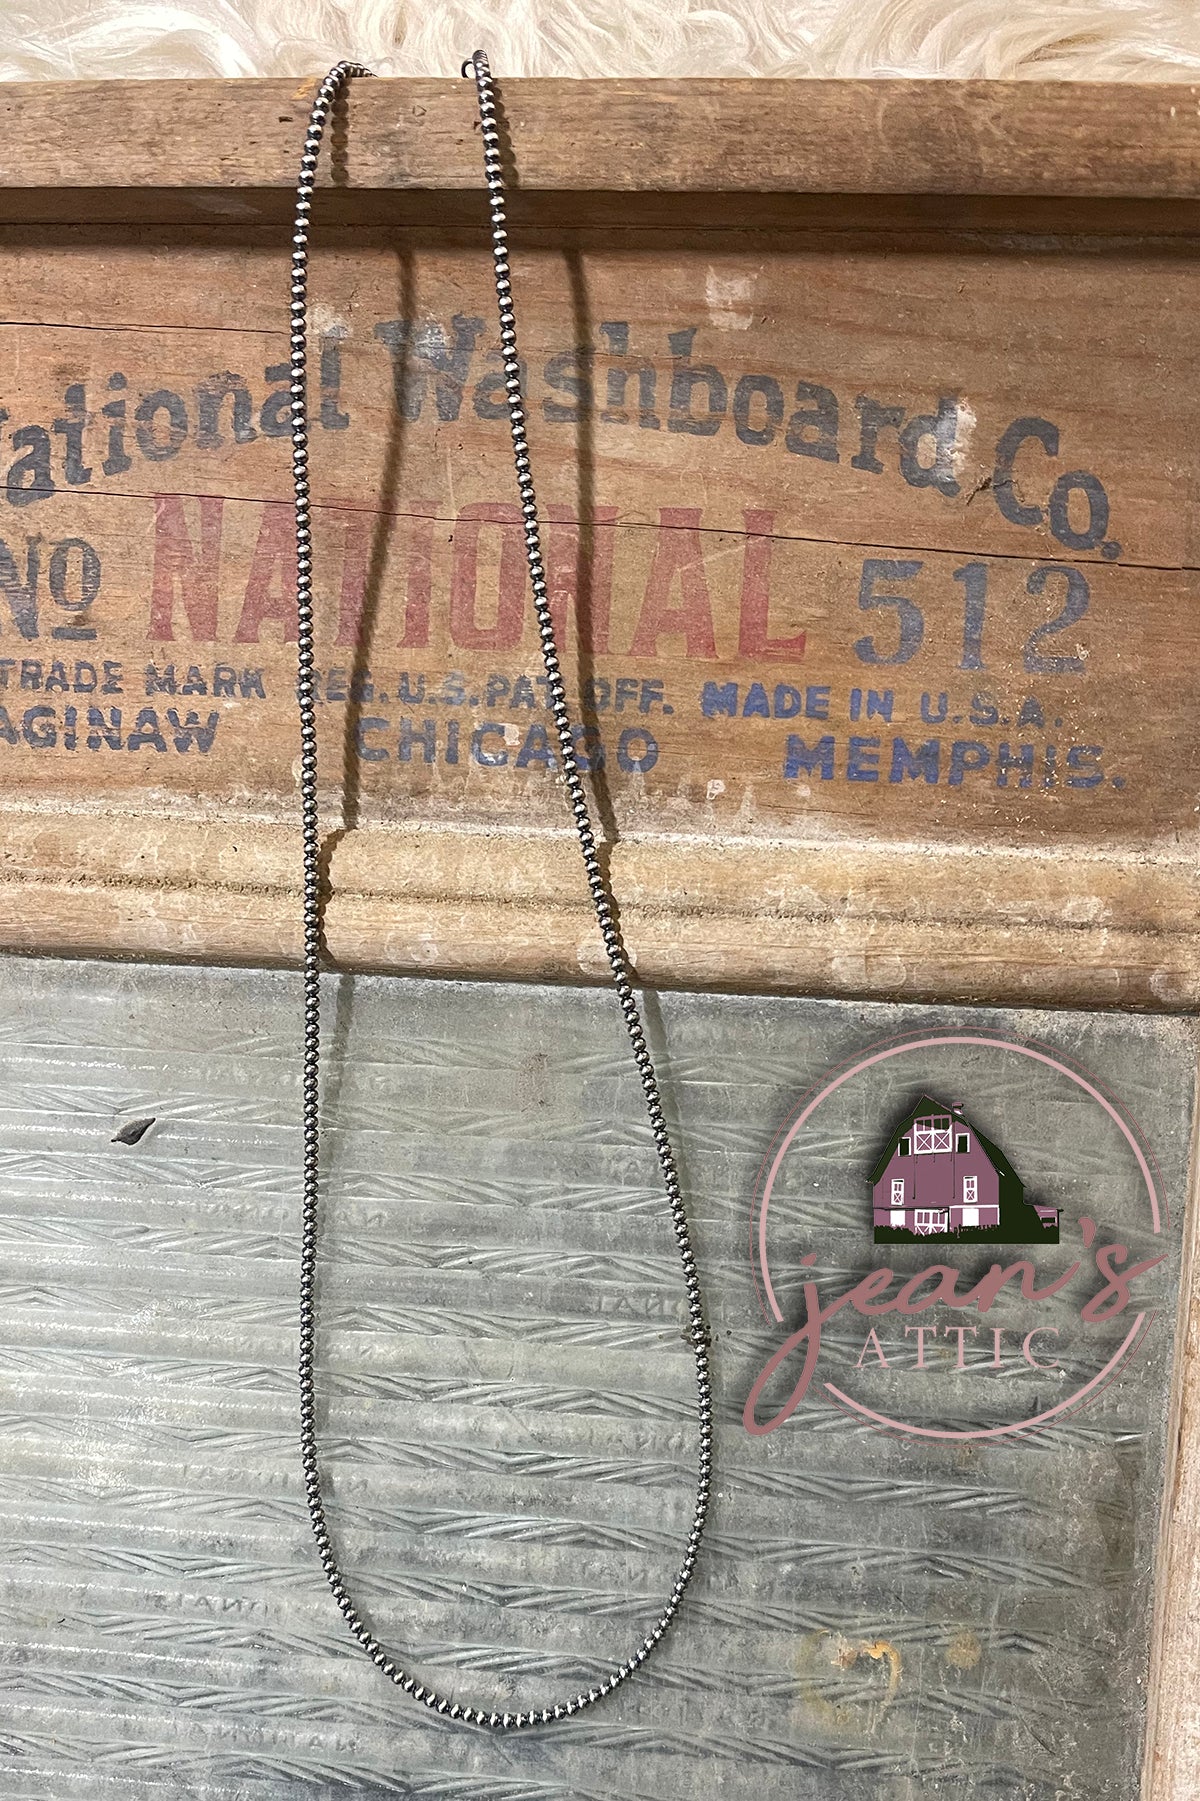 National Washboard Co.
No NATIONAL 512
TRADE MARK REG. U.S. PAT. OFF. MADE IN U.S.A.
AGINAW CHICAGO MEMPHIS.
jean's
ATTIC